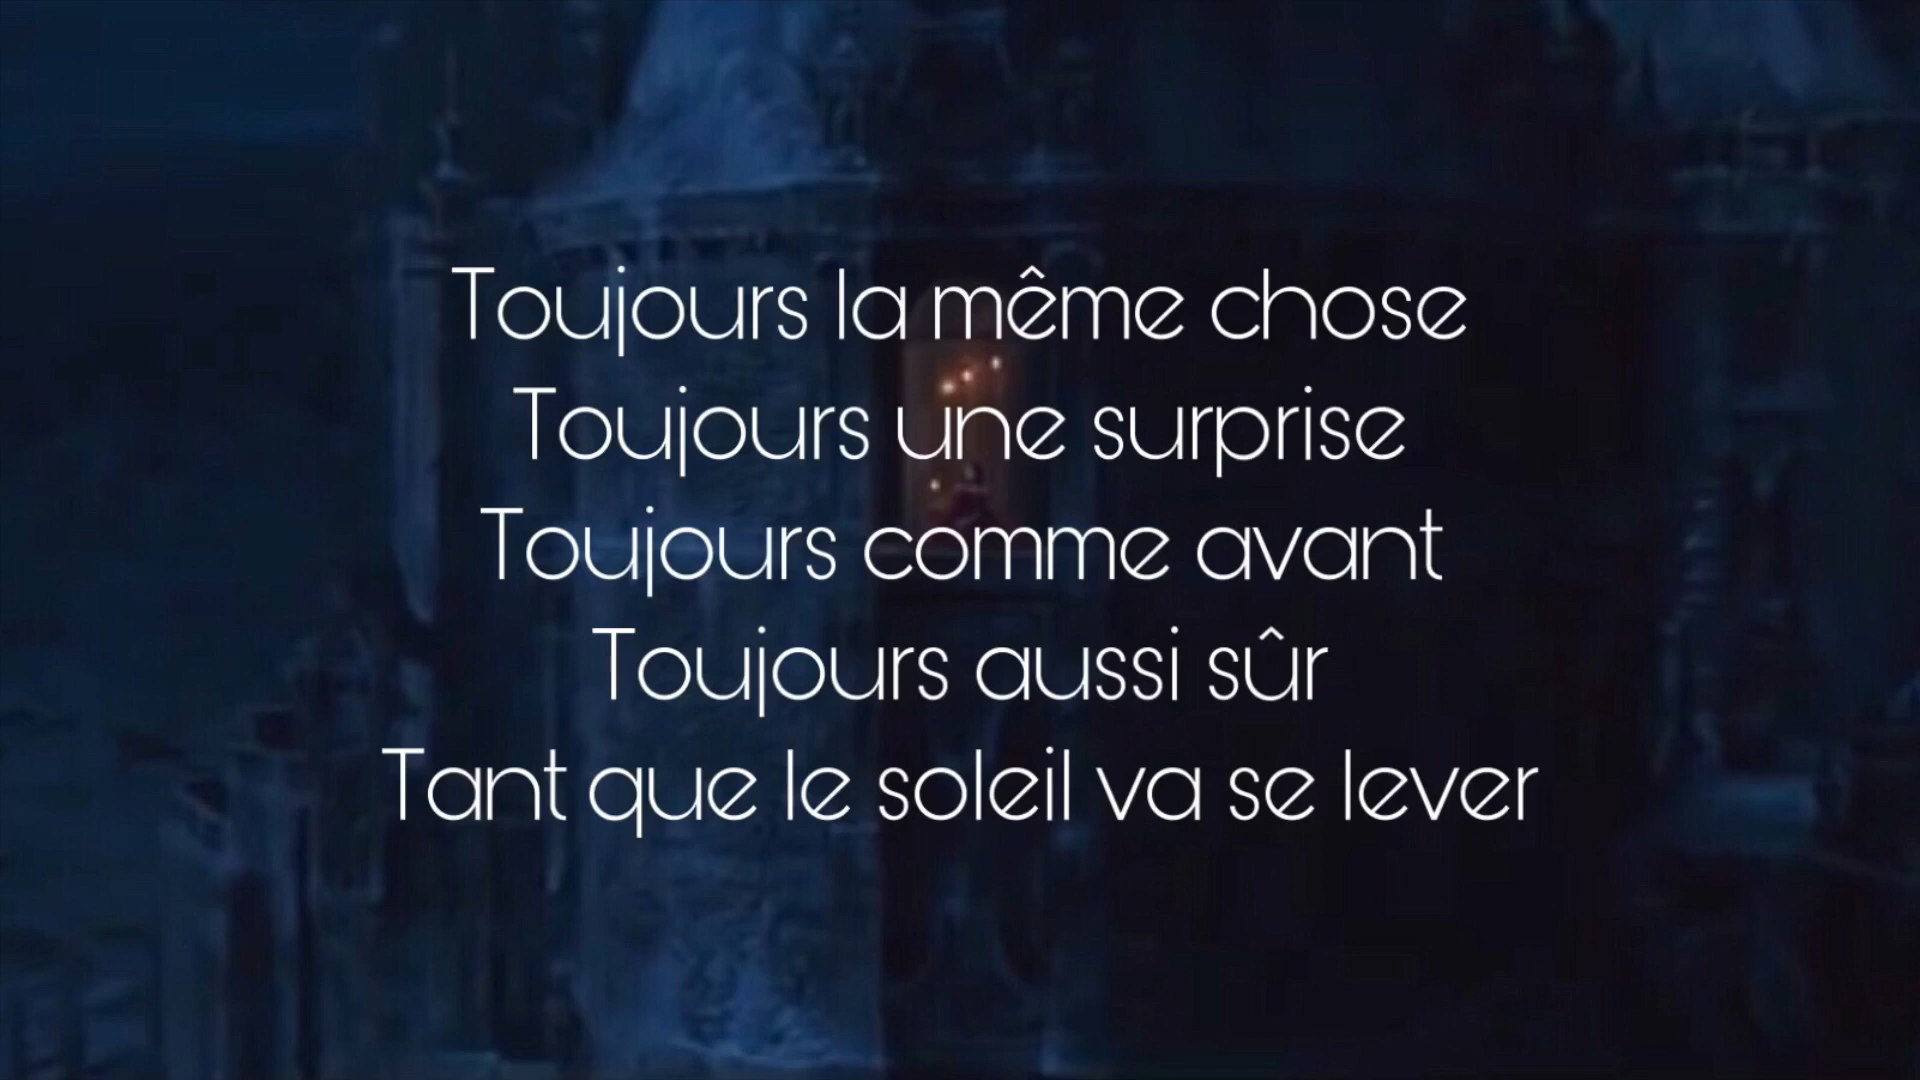 Toujours la même chose
Toujours une surprise
Toujours comme avant
Toujours aussi sûr
Tant que le soleil va se lever